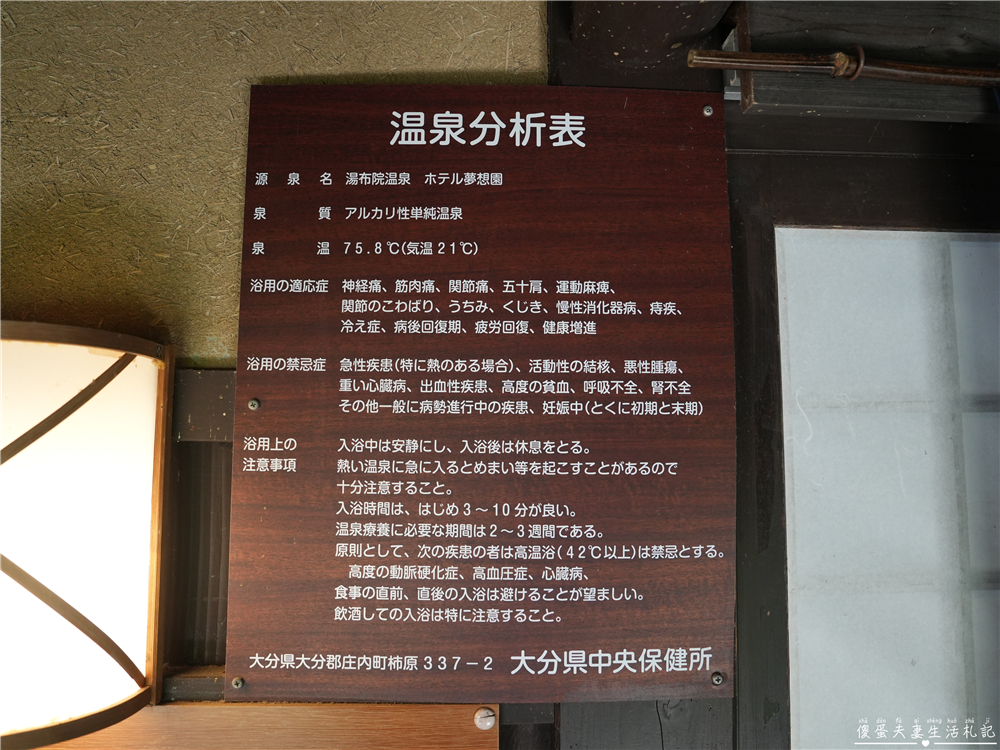 温泉分析表
源泉名 湯布院温泉 ホテル夢想園
泉質 アルカリ性単純温泉
泉温 75.8℃(気温21℃)
浴用の適応症 神経痛、筋肉痛、関節痛、五十肩、運動麻痺、
関節のこわばり、うちみ、くじき、慢性消化器病、痔疾、
冷え症、病後回復期、疲労回復、健康増進
浴用の禁忌症 急性疾患(特に熱のある場合)、活動性の結核、悪性腫瘍、
重い心臓病、出血性疾患、高度の貧血、呼吸不全、腎不全
その他一般に病勢進行中の疾患、妊娠中(とくに初期と末期)
浴用上の 入浴中は安静にし、入浴後は休息をとる。
注意事項 熱い温泉に急に入るとめまい等を起こすことがあるので
十分注意すること。
入浴時間は、はじめ3～10分が良い。
温泉療養に必要な期間は2～3週間である。
原則として、次の疾患の者は高温浴(42℃以上)は禁忌とする。
高度の動脈硬化症、高血圧症、心臓病、
食事の直前、直後の入浴は避けることが望ましい。
飲酒しての入浴は特に注意すること。
大分県大分郡庄内町柿原337－2 大分県中央保健所
shǎ dàn fū qī shēng huó zhá jì
傻蛋夫妻生活札記